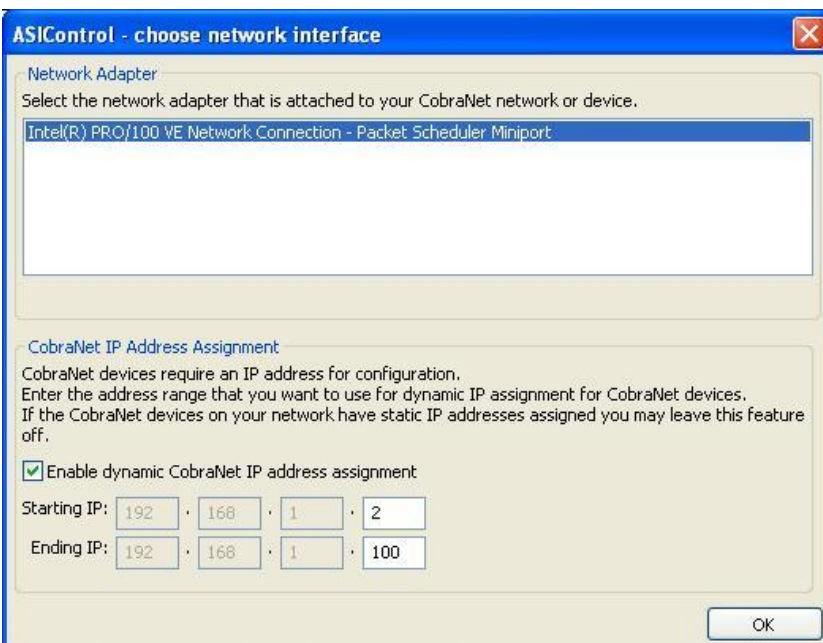 ASIControl - choose network interface
Network Adapter
Select the network adapter that is attached to your CobraNet network or device.
Intel(R) PRO/100 VE Network Connection - Packet Scheduler Miniport
CobraNet IP Address Assignment
CobraNet devices require an IP address for configuration.
Enter the address range that you want to use for dynamic IP assignment for CobraNet devices.
If the CobraNet devices on your network have static IP addresses assigned you may leave this feature
off.
Enable dynamic CobraNet IP address assignment
Starting IP: 192 . 168 . 1 . 2
Ending IP: 192 . 168 . 1 . 100
OK